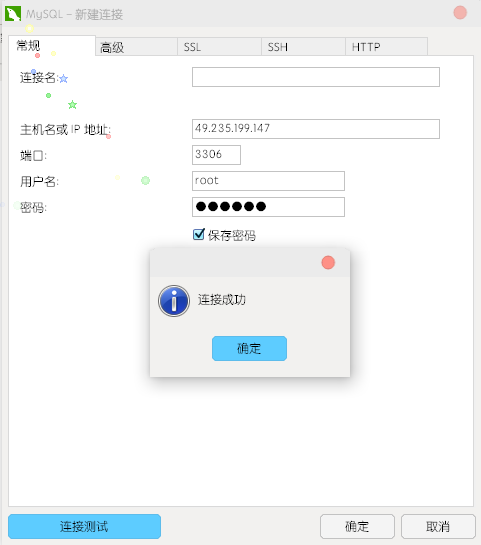 MySQL - 新建连接
常规 高级 SSL SSH HTTP
连接名:
主机名或 IP 地址: 49.235.199.147
端口: 3306
用户名: root
密码: ●●●●●●
保存密码
连接成功
确定
连接测试 确定 取消